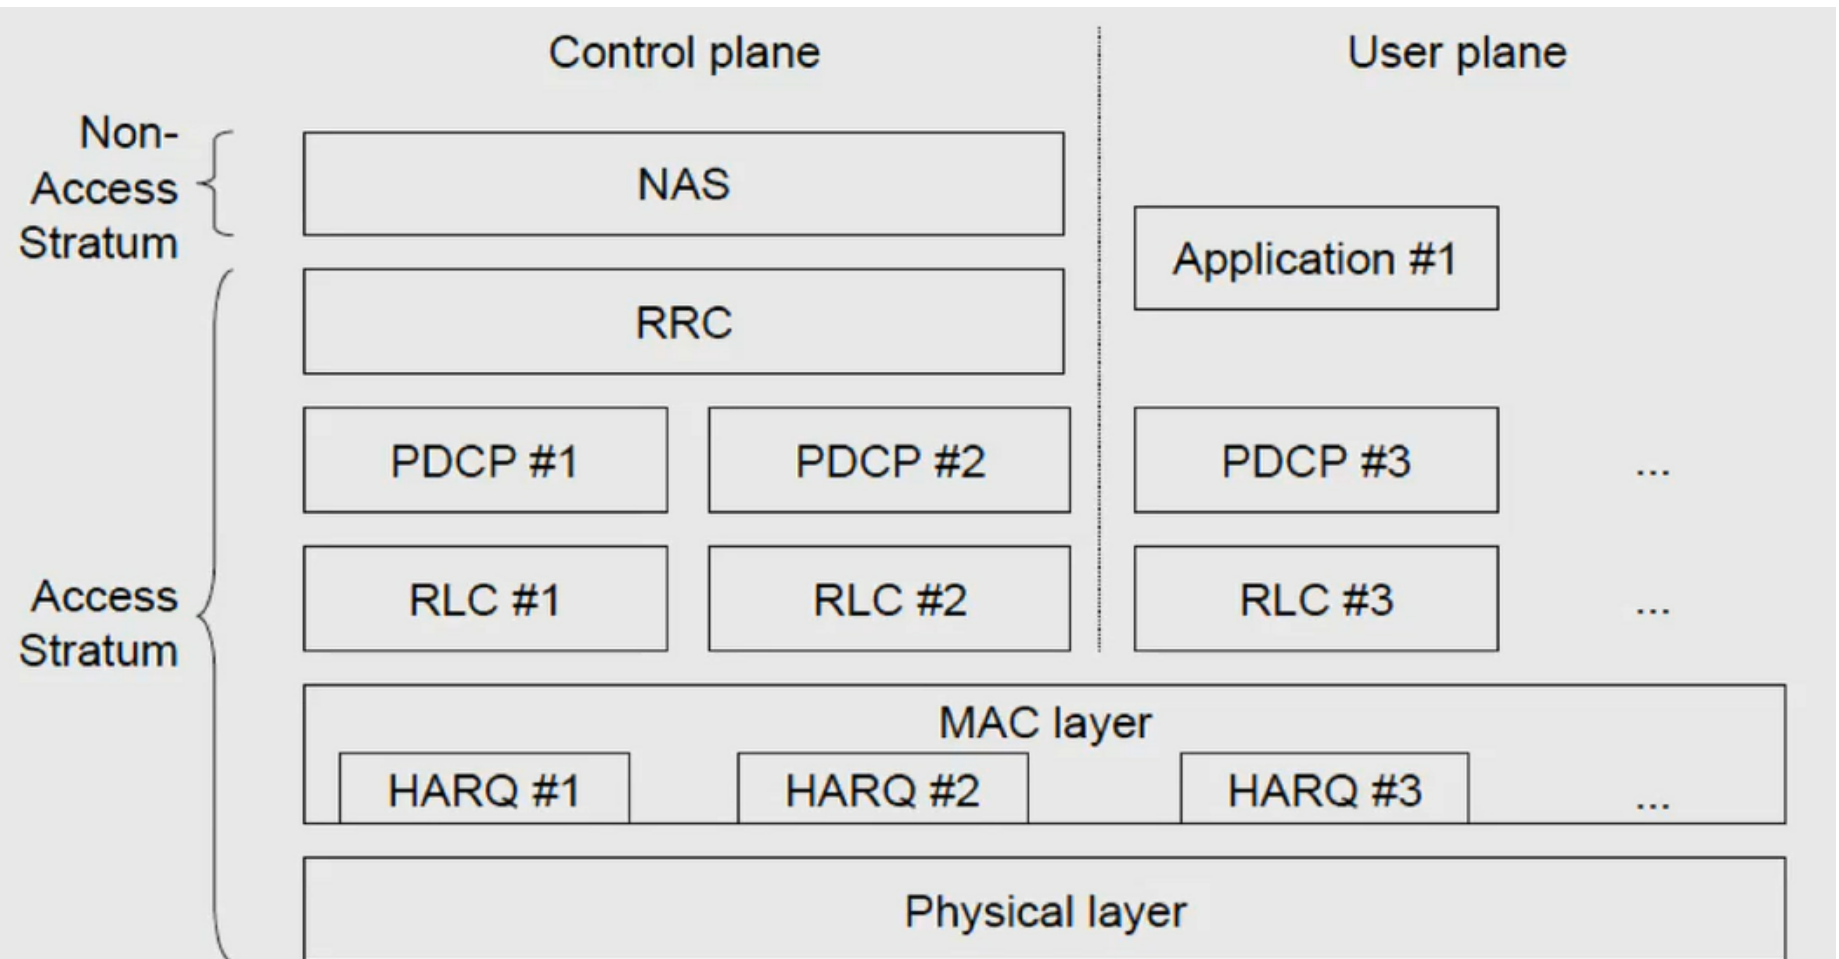 Control plane
User plane
Non-
Access
Stratum
NAS
Application #1
RRC
PDCP #1
PDCP #2
PDCP #3
...
Access
Stratum
RLC #1
RLC #2
RLC #3
...
MAC layer
HARQ #1
HARQ #2
HARQ #3
...
Physical layer